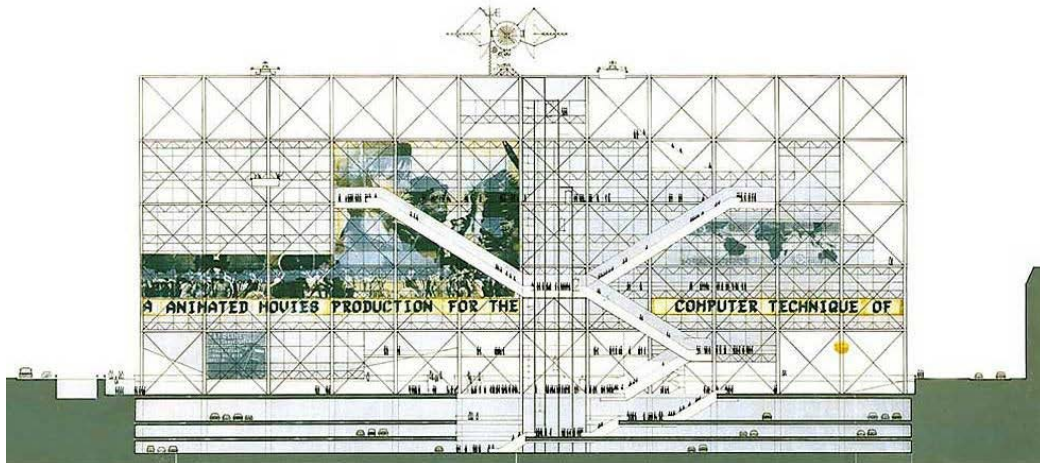 A ANIMATED MOVIES PRODUCTION FOR THE
COMPUTER TECHNIQUE OF